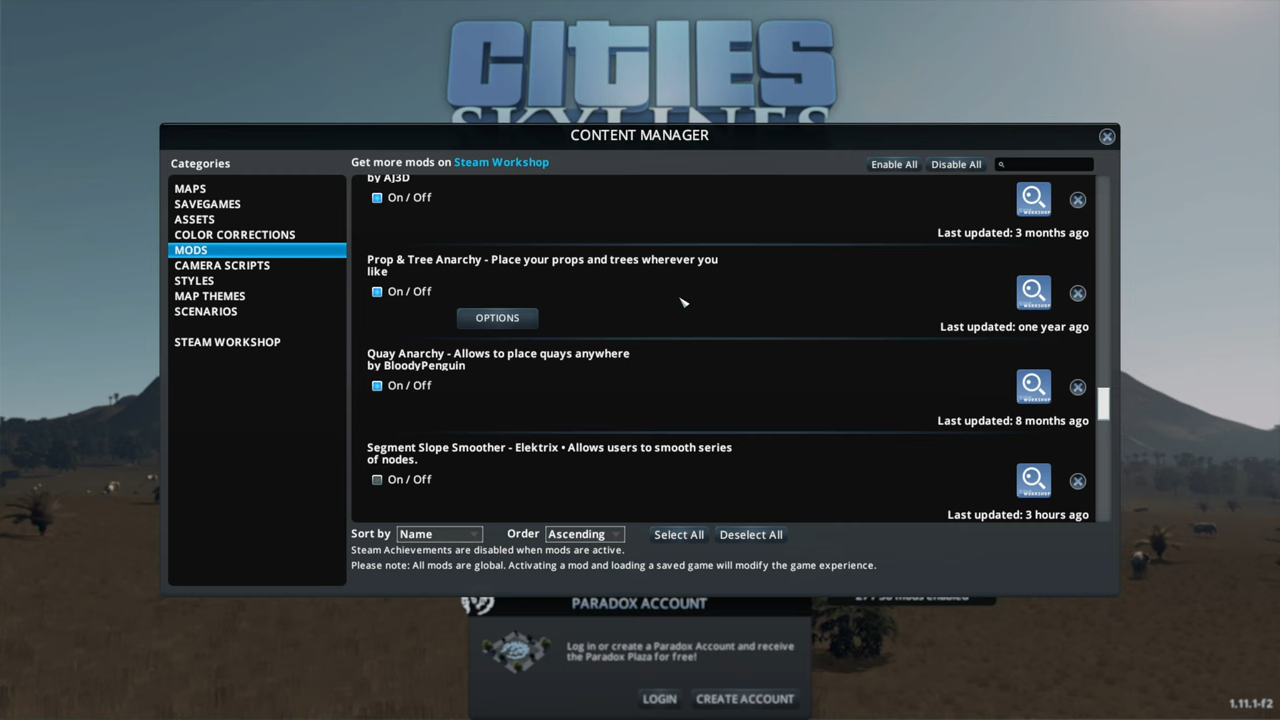 CITIES
SKYLINES
CONTENT MANAGER
Categories
Get more mods on Steam Workshop
Enable All
Disable All
MAPS
SAVEGAMES
ASSETS
COLOR CORRECTIONS
MODS
CAMERA SCRIPTS
STYLES
MAP THEMES
SCENARIOS
STEAM WORKSHOP
by AJ3D
On / Off
WORKSHOP
Last updated: 3 months ago
Prop & Tree Anarchy - Place your props and trees wherever you
like
On / Off
WORKSHOP
OPTIONS
Last updated: one year ago
Quay Anarchy - Allows to place quays anywhere
by BloodyPenguin
On / Off
WORKSHOP
Last updated: 8 months ago
Segment Slope Smoother - Elektrix • Allows users to smooth series
of nodes.
On / Off
WORKSHOP
Last updated: 3 hours ago
Sort by Name
Order Ascending
Select All
Deselect All
Steam Achievements are disabled when mods are active.
Please note: All mods are global. Activating a mod and loading a saved game will modify the game experience.
PARADOX ACCOUNT
mods enabled
Log in or create a Paradox Account and receive
the Paradox Plaza for free!
LOGIN
CREATE ACCOUNT
1.11.1-f2